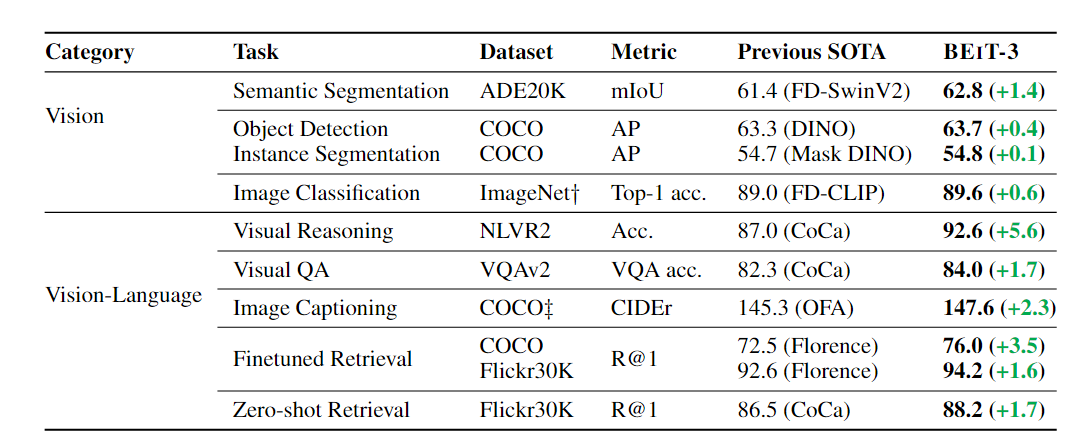 Category Task Dataset Metric Previous SOTA BEIT-3
Semantic Segmentation ADE20K mIoU 61.4 (FD-SwinV2) 62.8 (+1.4)
Vision
Object Detection COCO AP 63.3 (DINO) 63.7 (+0.4)
Instance Segmentation COCO AP 54.7 (Mask DINO) 54.8 (+0.1)
Image Classification ImageNet† Top-1 acc. 89.0 (FD-CLIP) 89.6 (+0.6)
Visual Reasoning NLVR2 Acc. 87.0 (CoCa) 92.6 (+5.6)
Visual QA VQAv2 VQA acc. 82.3 (CoCa) 84.0 (+1.7)
Vision-Language
Image Captioning COCO‡ CIDEr 145.3 (OFA) 147.6 (+2.3)
COCO 72.5 (Florence) 76.0 (+3.5)
Finetuned Retrieval R@1
Flickr30K 92.6 (Florence) 94.2 (+1.6)
Zero-shot Retrieval Flickr30K R@1 86.5 (CoCa) 88.2 (+1.7)